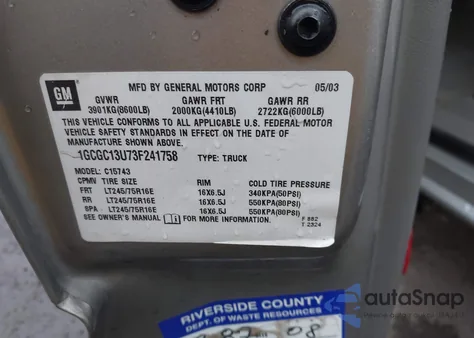 GM
MFD BY GENERAL MOTORS CORP 05/03
GVWR GAWR FRT GAWR RR
3901KG(8600LB) 2000KG(4410LB) 2722KG(6000LB)
THIS VEHICLE CONFORMS TO ALL APPLICABLE U.S. FEDERAL MOTOR
VEHICLE SAFETY STANDARDS IN EFFECT ON THE DATE OF
MANUFACTURE SHOWN ABOVE.
1GCGC13U73F241758 TYPE: TRUCK
MODEL: C15743
CPMV TIRE SIZE RIM COLD TIRE PRESSURE
FRT LT245/75R16E 16X6.5J 340KPA(50PSI)
RR LT245/75R16E 16X6.5J 550KPA(80PSI)
SPA LT245/75R16E 16X6.5J 550KPA(80PSI)
SEE OWNER'S MANUAL FOR MORE INFORMATION.
F 882
T 2324
RIVERSIDE COUNTY
DEPT. OF WASTE RESOURCES
08
autoSnap